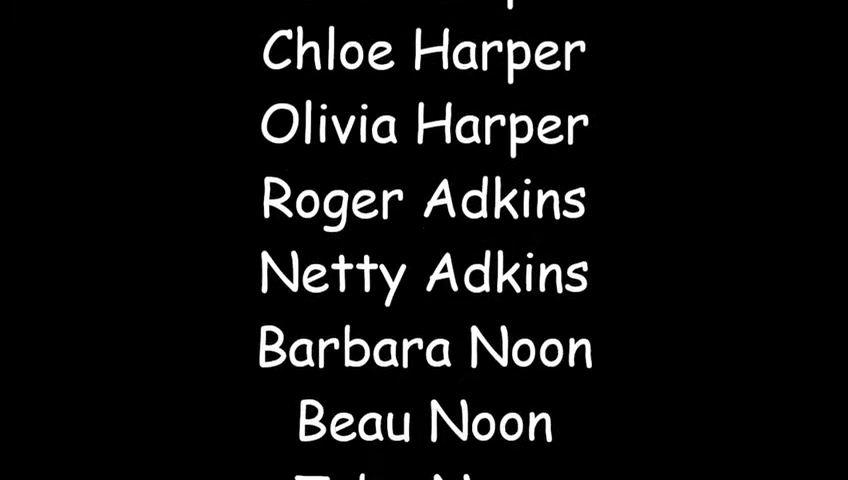 Chloe Harper
Olivia Harper
Roger Adkins
Netty Adkins
Barbara Noon
Beau Noon